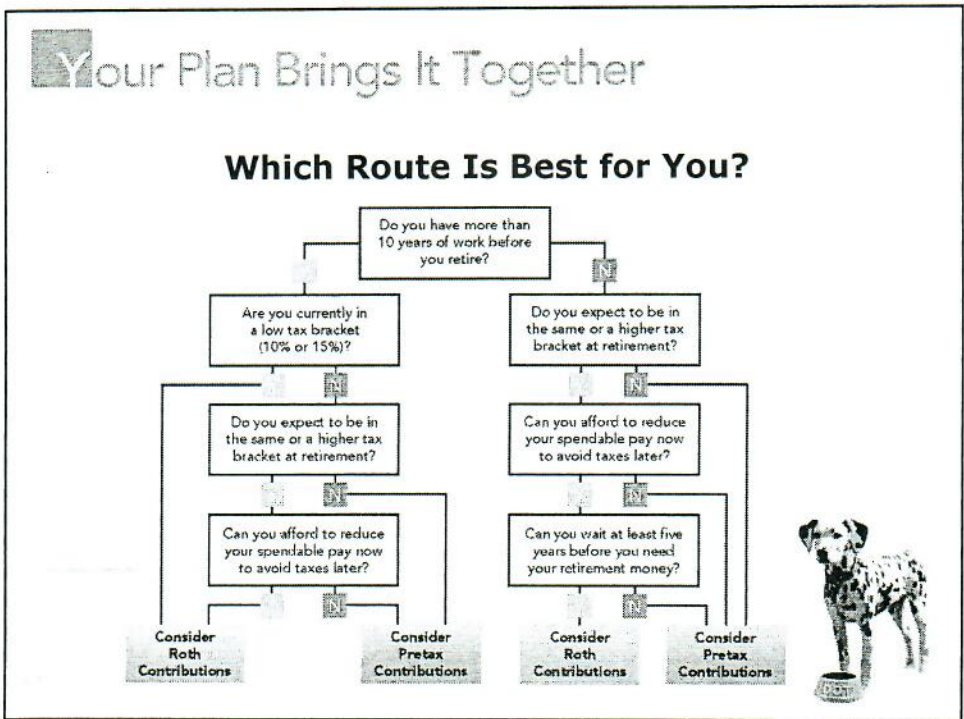 Your Plan Brings It Together
Which Route Is Best for You?
Do you have more than
10 years of work before
you retire?
N
Are you currently in
a low tax bracket
(10% or 15%)?
Do you expect to be in
the same or a higher tax
bracket at retirement?
N
N
Do you expect to be in
the same or a higher tax
bracket at retirement?
Can you afford to reduce
your spendable pay now
to avoid taxes later?
N
N
Can you afford to reduce
your spendable pay now
to avoid taxes later?
Can you wait at least five
years before you need
your retirement money?
N
N
Consider
Roth
Contributions
Consider
Pretax
Contributions
Consider
Roth
Contributions
Consider
Pretax
Contributions
DOT